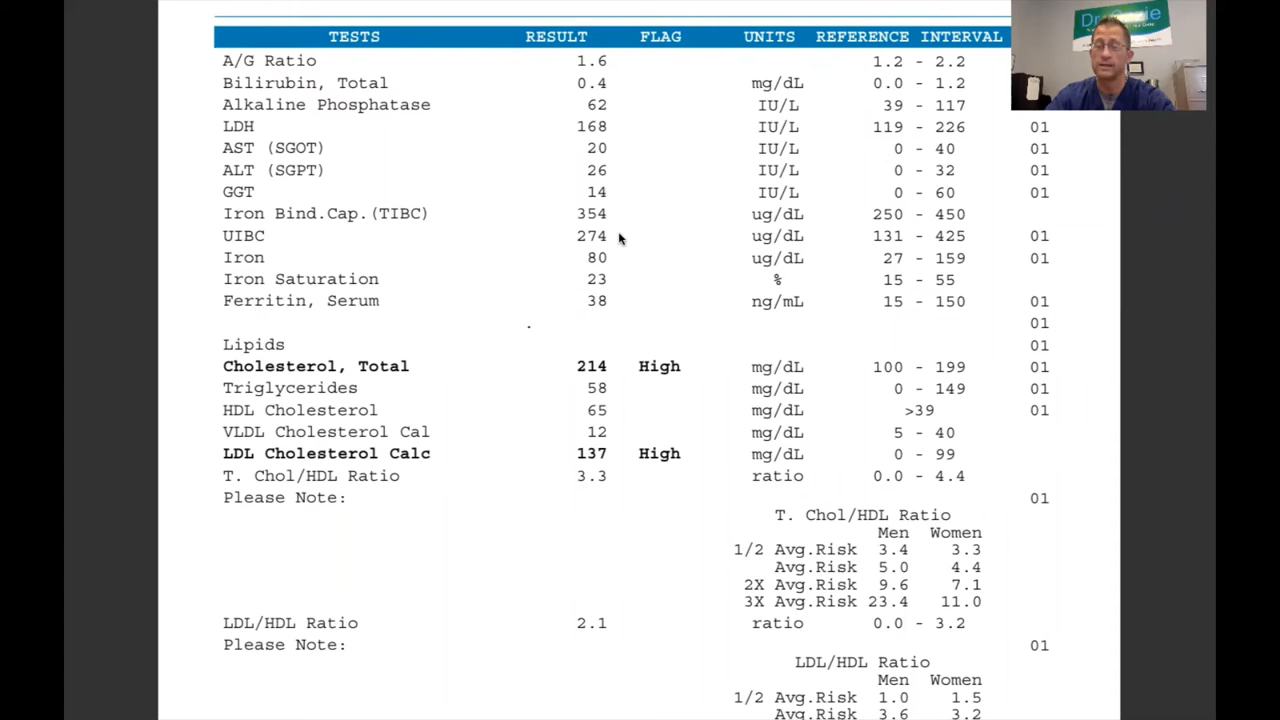 TESTS RESULT FLAG UNITS REFERENCE INTERVAL
A/G Ratio 1.6 1.2 - 2.2
Bilirubin, Total 0.4 mg/dL 0.0 - 1.2
Alkaline Phosphatase 62 IU/L 39 - 117
LDH 168 IU/L 119 - 226 01
AST (SGOT) 20 IU/L 0 - 40 01
ALT (SGPT) 26 IU/L 0 - 32 01
GGT 14 IU/L 0 - 60 01
Iron Bind.Cap.(TIBC) 354 ug/dL 250 - 450
UIBC 274 ug/dL 131 - 425 01
Iron 80 ug/dL 27 - 159 01
Iron Saturation 23 % 15 - 55
Ferritin, Serum 38 ng/mL 15 - 150 01
. 01
Lipids 01
Cholesterol, Total 214 High mg/dL 100 - 199 01
Triglycerides 58 mg/dL 0 - 149 01
HDL Cholesterol 65 mg/dL >39 01
VLDL Cholesterol Cal 12 mg/dL 5 - 40
LDL Cholesterol Calc 137 High mg/dL 0 - 99
T. Chol/HDL Ratio 3.3 ratio 0.0 - 4.4
Please Note: 01
T. Chol/HDL Ratio
Men Women
1/2 Avg.Risk 3.4 3.3
Avg.Risk 5.0 4.4
2X Avg.Risk 9.6 7.1
3X Avg.Risk 23.4 11.0
LDL/HDL Ratio 2.1 ratio 0.0 - 3.2
Please Note: 01
LDL/HDL Ratio
Men Women
1/2 Avg.Risk 1.0 1.5
Avg.Risk 3.6 3.2